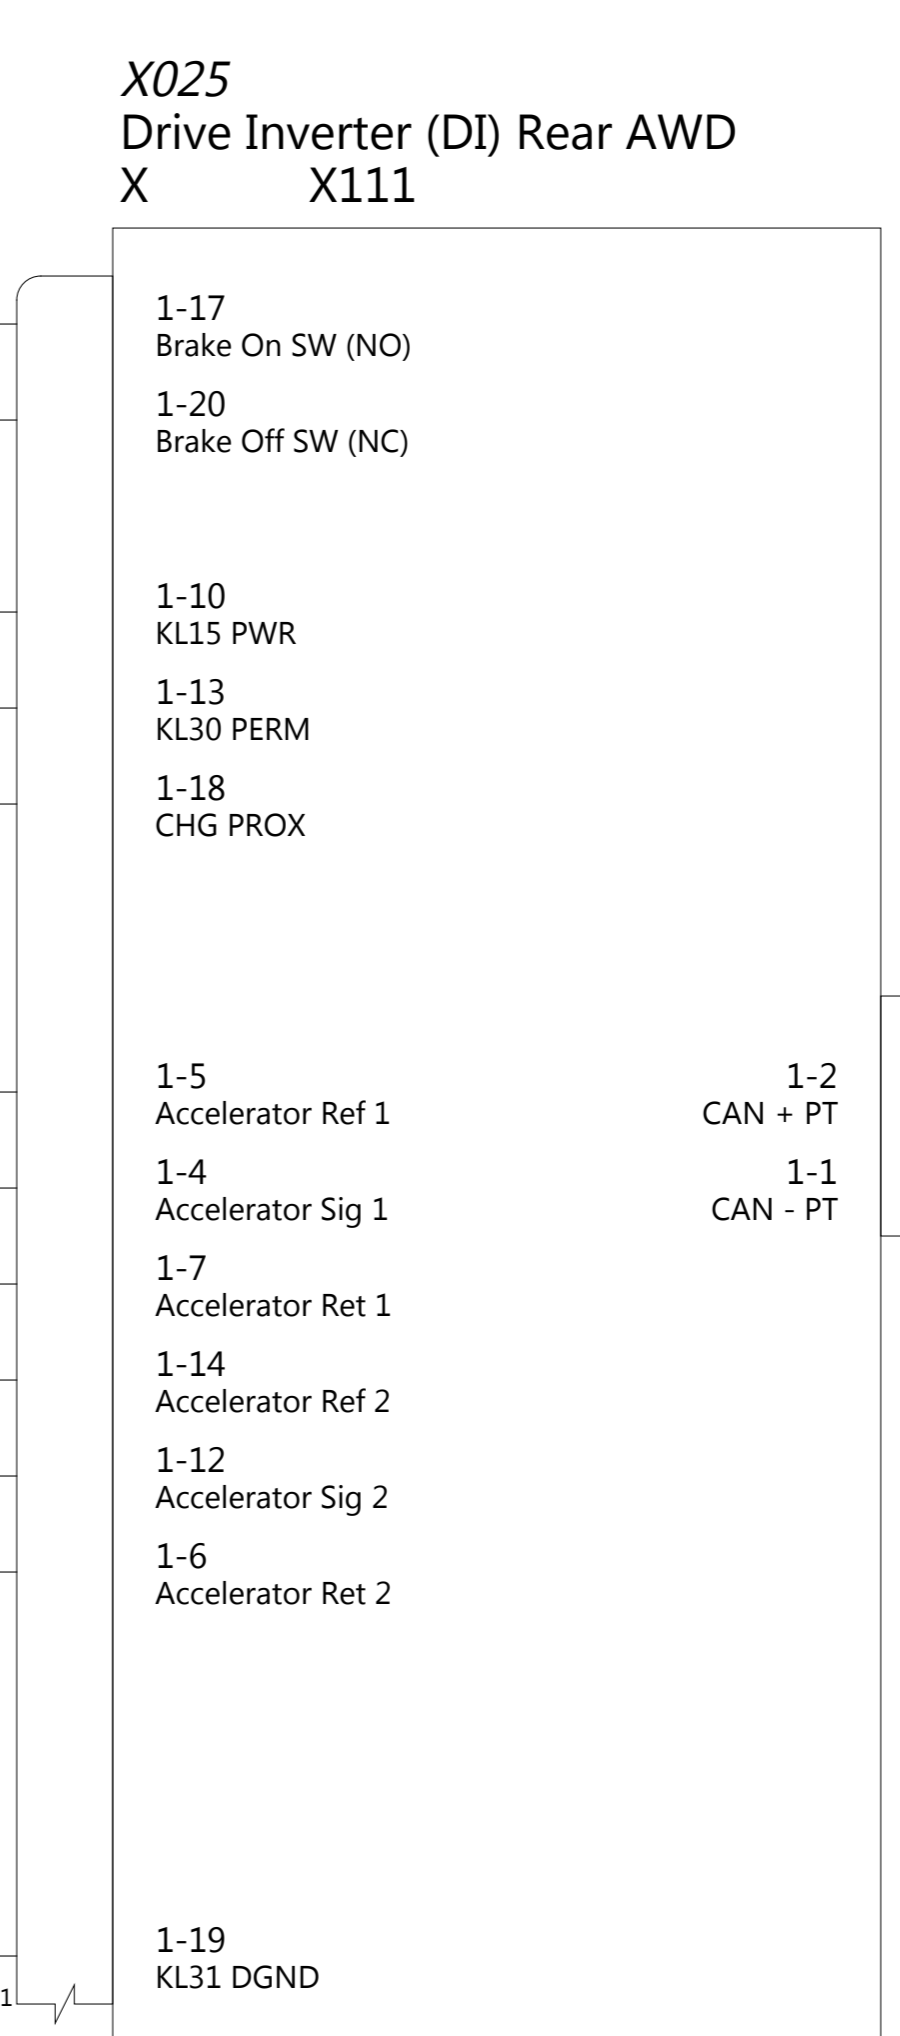 X025
Drive Inverter (DI) Rear AWD
X X111
1-17
Brake On SW (NO)
1-20
Brake Off SW (NC)
1-10
KL15 PWR
1-13
KL30 PERM
1-18
CHG PROX
1-5
Accelerator Ref 1
1-2
CAN + PT
1-4
Accelerator Sig 1
1-1
CAN - PT
1-7
Accelerator Ret 1
1-14
Accelerator Ref 2
1-12
Accelerator Sig 2
1-6
Accelerator Ret 2
1-19
KL31 DGND
1